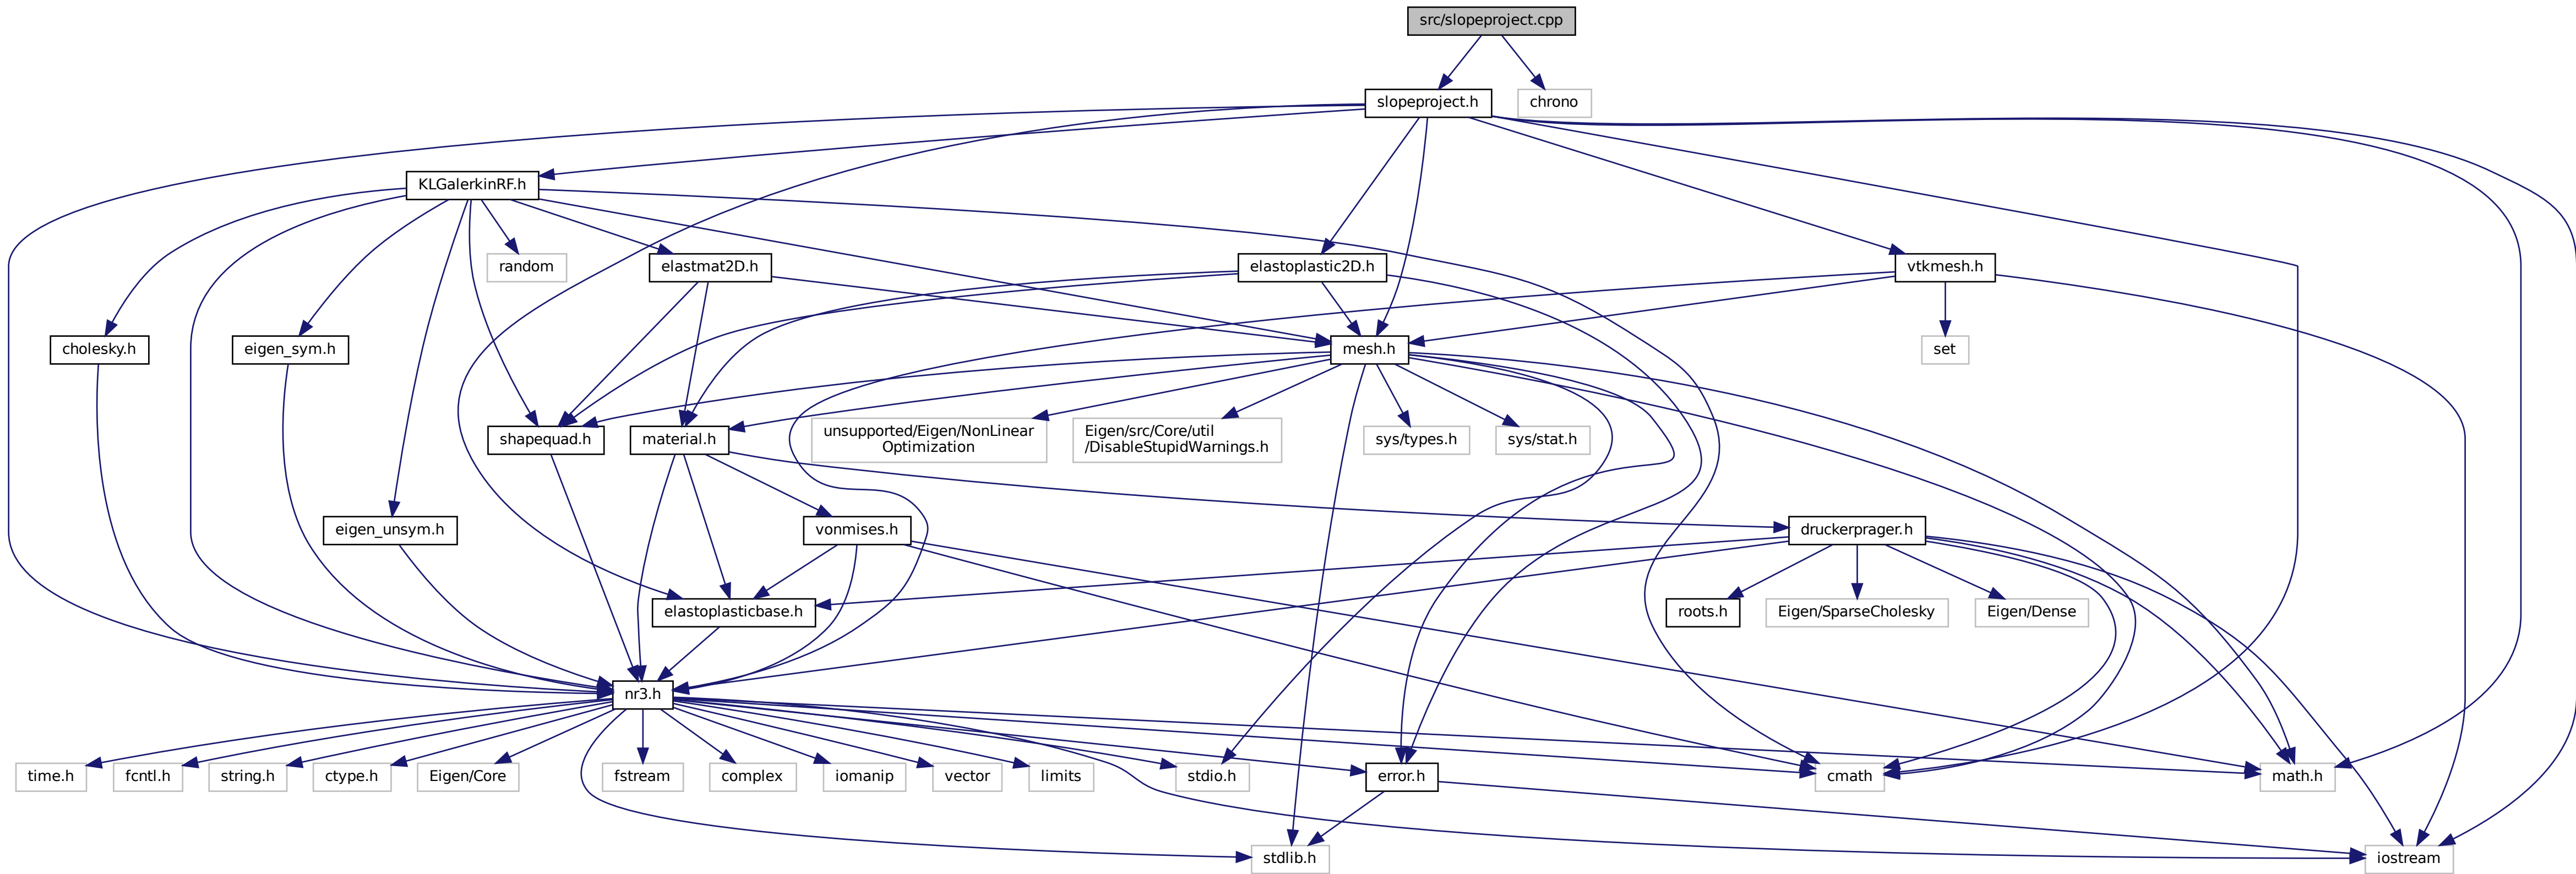 src/slopeproject.cpp
slopeproject.h
chrono
KLGalerkinRF.h
random
elastmat2D.h
elastoplastic2D.h
vtkmesh.h
cholesky.h
eigen_sym.h
mesh.h
set
shapequad.h
material.h
unsupported/Eigen/NonLinear
Optimization
Eigen/src/Core/util
/DisableStupidWarnings.h
sys/types.h
sys/stat.h
eigen_unsym.h
vonmises.h
druckerprager.h
elastoplasticbase.h
roots.h
Eigen/SparseCholesky
Eigen/Dense
nr3.h
time.h
fcntl.h
string.h
ctype.h
Eigen/Core
fstream
complex
iomanip
vector
limits
stdio.h
error.h
cmath
math.h
stdlib.h
iostream